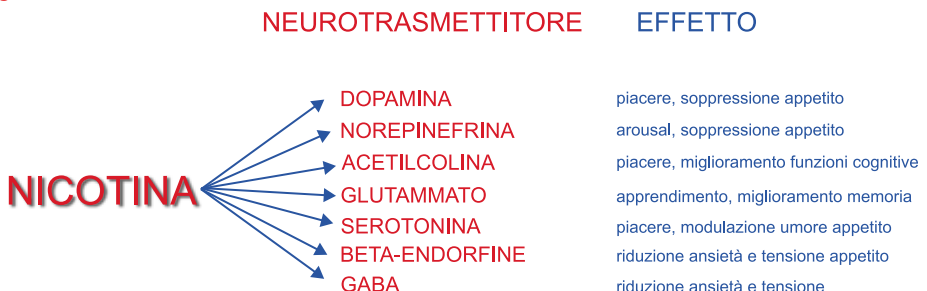 NEUROTRASMETTITORE EFFETTO
DOPAMINA piacere, soppressione appetito
NOREPINEFRINA arousal, soppressione appetito
ACETILCOLINA piacere, miglioramento funzioni cognitive
NICOTINA
GLUTAMMATO apprendimento, miglioramento memoria
SEROTONINA piacere, modulazione umore appetito
BETA-ENDORFINE riduzione ansietà e tensione appetito
GABA riduzione ansietà e tensione